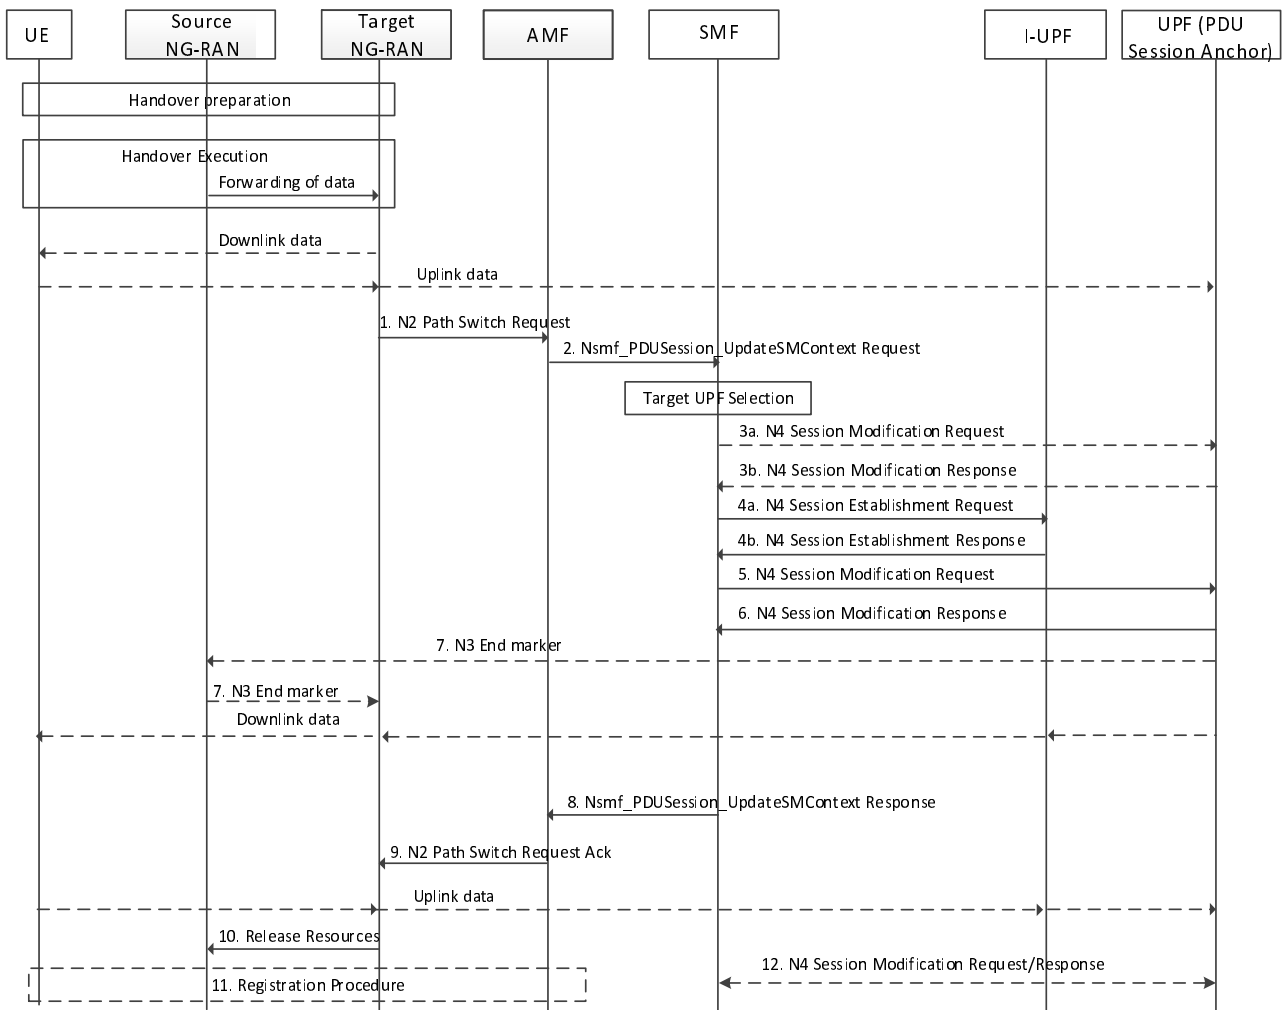 UE
Source
NG-RAN
Target
NG-RAN
AMF
SMF
I-UPF
UPF (PDU
Session Anchor)
Handover preparation
Handover Execution
Forwarding of data
Downlink data
Uplink data
1. N2 Path Switch Request
2. Nsmf_PDUSession_UpdateSMContext Request
Target UPF Selection
3a. N4 Session Modification Request
3b. N4 Session Modification Response
4a. N4 Session Establishment Request
4b. N4 Session Establishment Response
5. N4 Session Modification Request
6. N4 Session Modification Response
7. N3 End marker
7. N3 End marker
Downlink data
8. Nsmf_PDUSession_UpdateSMContext Response
9. N2 Path Switch Request Ack
Uplink data
10. Release Resources
12. N4 Session Modification Request/Response
11. Registration Procedure